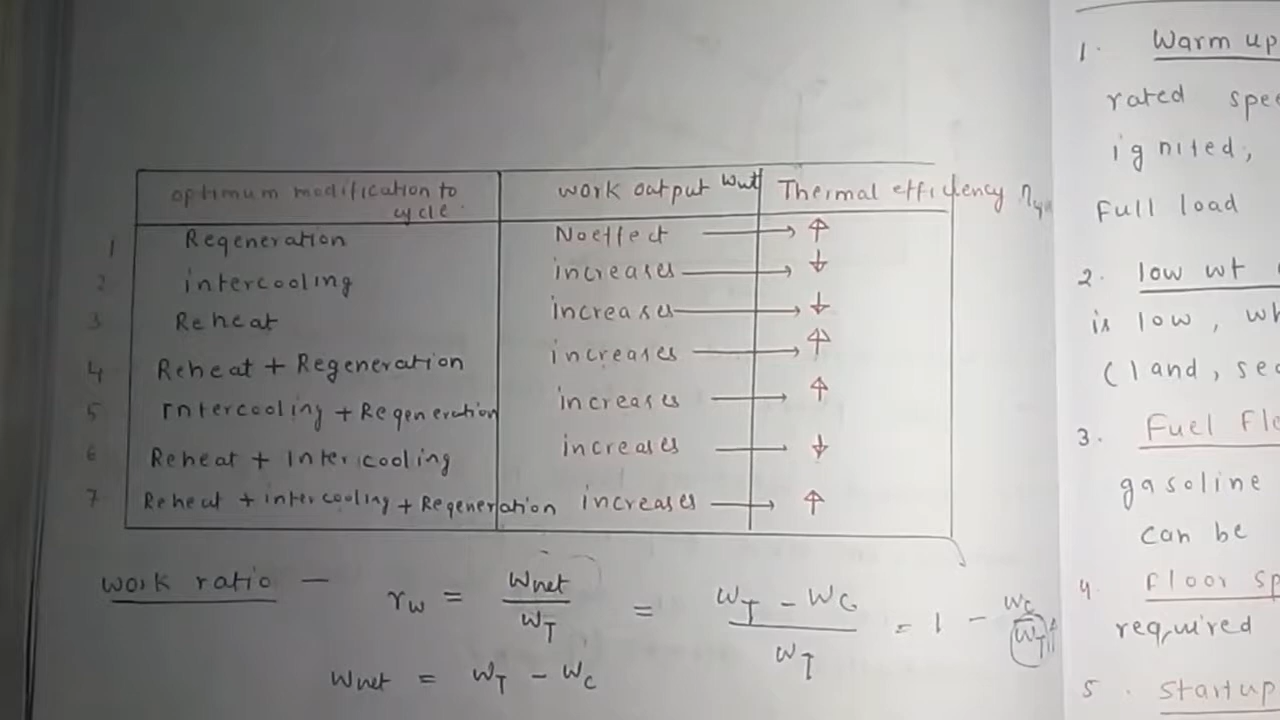 optimum modification to cycle. work output Wnet Thermal efficiency η
1 Regeneration No effect → ↑
2 intercooling increases → ↓
3 Reheat increases → ↓
4 Reheat + Regeneration increases → ↑
5 Intercooling + Regeneration increases → ↑
6 Reheat + Intercooling increases → ↓
7 Reheat + intercooling + Regeneration increases → ↑
work ratio — rw = Wnet / WT = WT - WC / WT = 1 - WC / WT
Wnet = WT - WC
1. Warm up
rated spee
ignited,
Full load
2. low wt
is low, wh
(land, sea
3. Fuel Fle
gasoline
can be
4 Floor sp
required
5. Startup